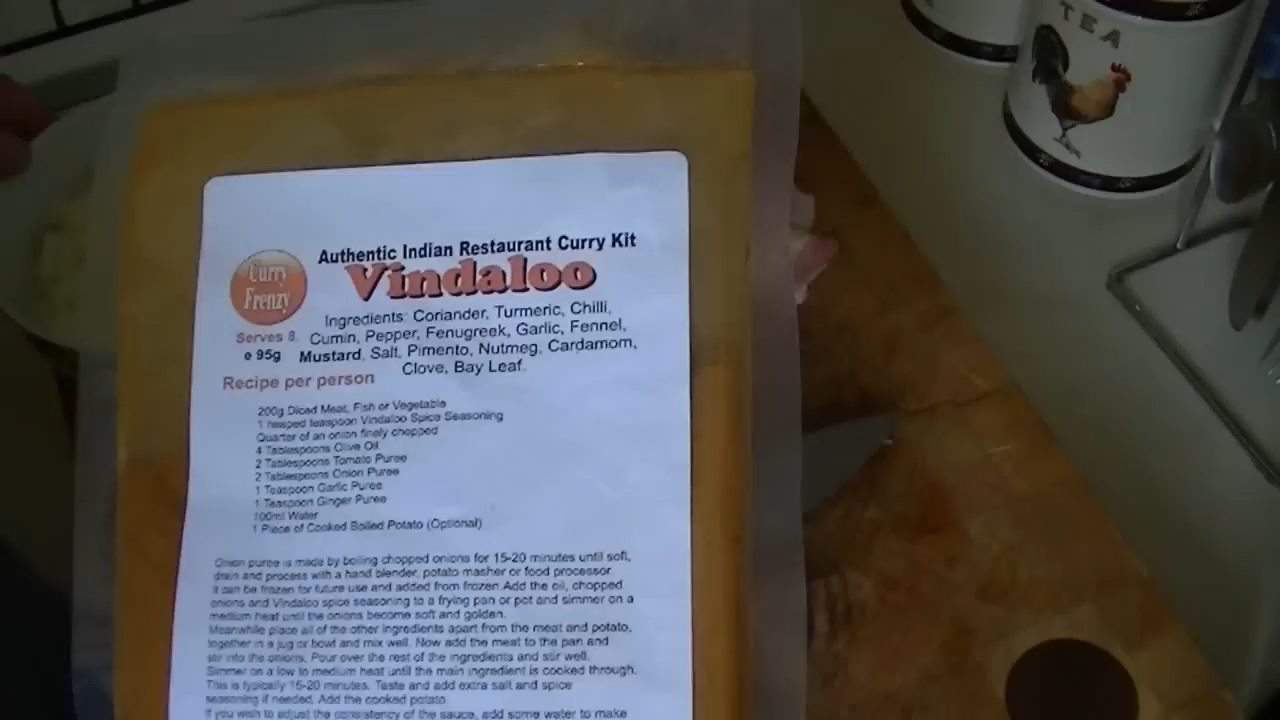 TEA
Authentic Indian Restaurant Curry Kit
Curry
Frenzy
Vindaloo
Ingredients: Coriander, Turmeric, Chilli,
Serves 8. Cumin, Pepper, Fenugreek, Garlic, Fennel,
e 95g Mustard, Salt, Pimento, Nutmeg, Cardamom,
Clove, Bay Leaf.
Recipe per person
200g Diced Meat, Fish or Vegetable
1 heaped teaspoon Vindaloo Spice Seasoning
Quarter of an onion finely chopped
4 Tablespoons Olive Oil
2 Tablespoons Tomato Puree
2 Tablespoons Onion Puree
1 Teaspoon Garlic Puree
1 Teaspoon Ginger Puree
100ml Water
1 Piece of Cooked Boiled Potato (Optional)
Onion puree is made by boiling chopped onions for 15-20 minutes until soft,
drain and process with a hand blender, potato masher or food processor.
It can be frozen for future use and added from frozen.Add the oil, chopped
onions and Vindaloo spice seasoning to a frying pan or pot and simmer on a
medium heat until the onions become soft and golden.
Meanwhile place all of the other ingredients apart from the meat and potato,
together in a jug or bowl and mix well. Now add the meat to the pan and
stir into the onions. Pour over the rest of the ingredients and stir well.
Simmer on a low to medium heat until the main ingredient is cooked through.
This is typically 15-20 minutes. Taste and add extra salt and spice
seasoning if needed. Add the cooked potato.
If you wish to adjust the consistency of the sauce, add some water to make